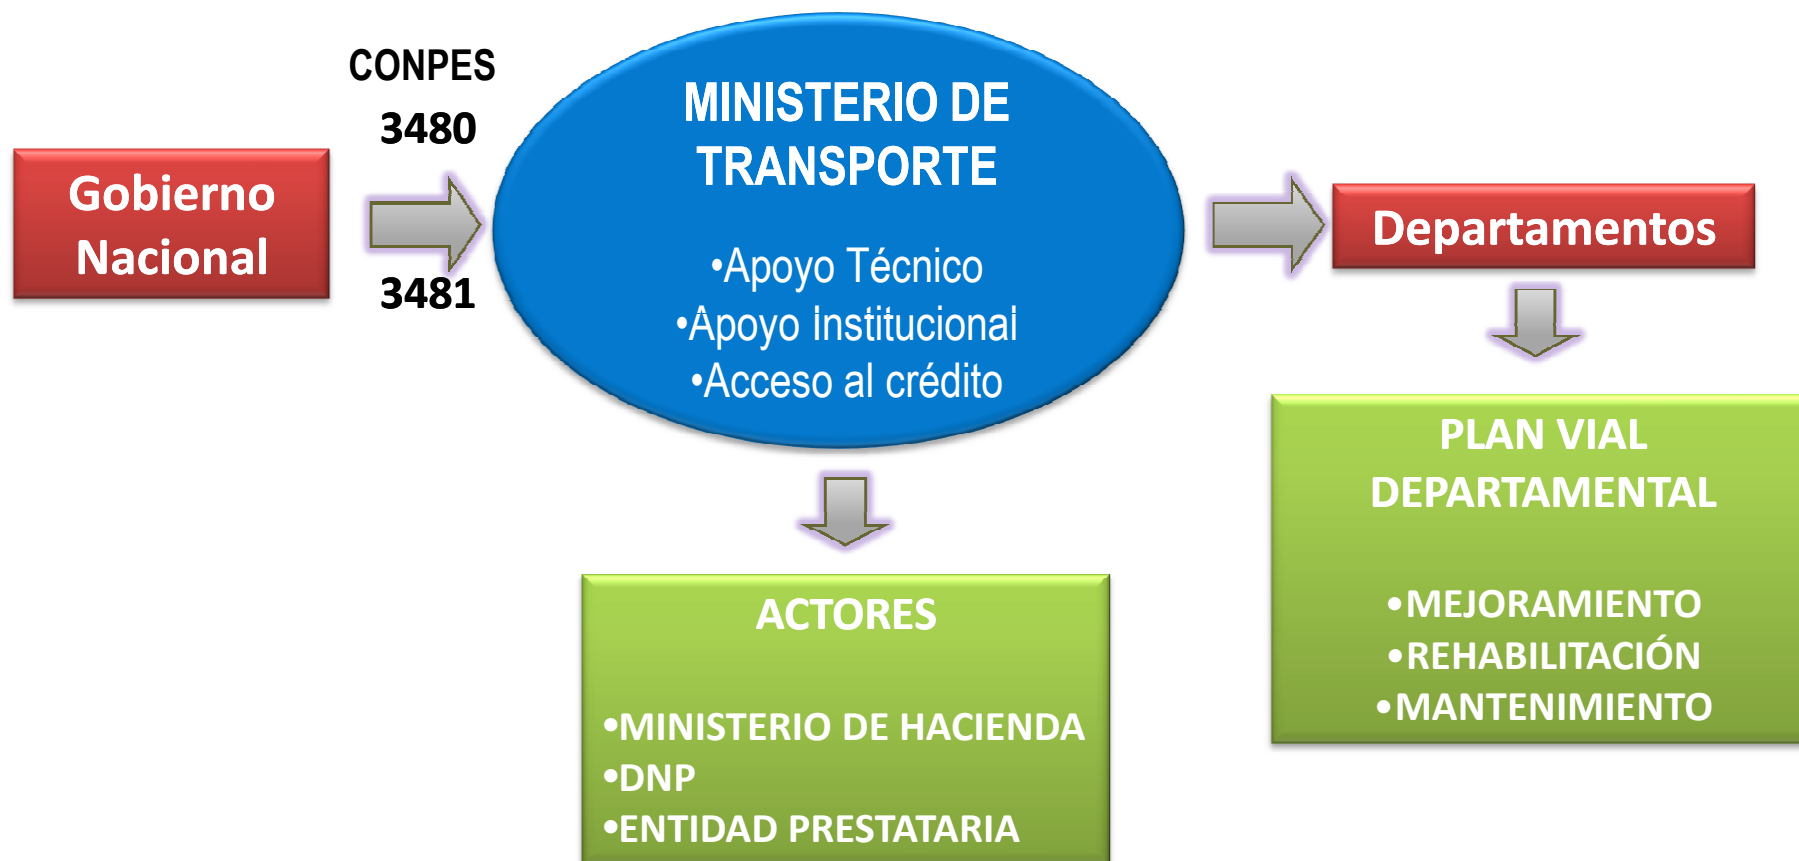 CONPES
3480
3481
Gobierno
Nacional
MINISTERIO DE
TRANSPORTE
•Apoyo Técnico
•Apoyo Institucional
•Acceso al crédito
Departamentos
PLAN VIAL
DEPARTAMENTAL
•MEJORAMIENTO
•REHABILITACIÓN
•MANTENIMIENTO
ACTORES
•MINISTERIO DE HACIENDA
•DNP
•ENTIDAD PRESTATARIA